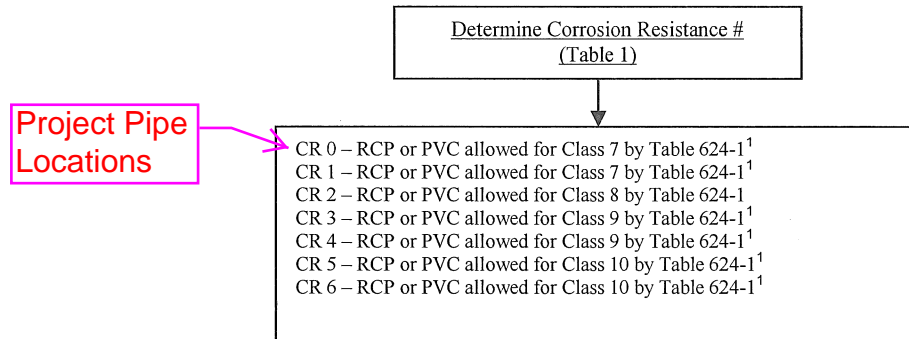 Determine Corrosion Resistance #
(Table 1)
Project Pipe
Locations
CR 0 – RCP or PVC allowed for Class 7 by Table 624-1¹
CR 1 – RCP or PVC allowed for Class 7 by Table 624-1¹
CR 2 – RCP or PVC allowed for Class 8 by Table 624-1
CR 3 – RCP or PVC allowed for Class 9 by Table 624-1¹
CR 4 – RCP or PVC allowed for Class 9 by Table 624-1¹
CR 5 – RCP or PVC allowed for Class 10 by Table 624-1¹
CR 6 – RCP or PVC allowed for Class 10 by Table 624-1¹